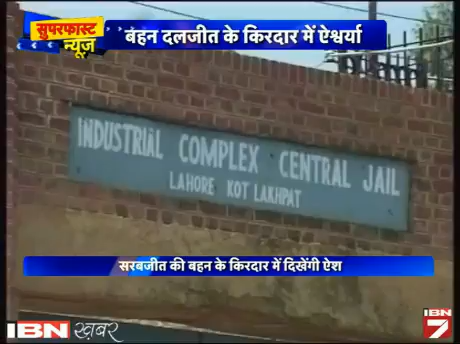 सुपरफास्ट
न्यूज़
बहन दलजीत के किरदार में ऐश्वर्या
INDUSTRIAL COMPLEX CENTRAL JAIL
LAHORE KOT LAKHPAT
सरबजीत की बहन के किरदार में दिखेंगी ऐश
IBN ख़बर
IBN
7